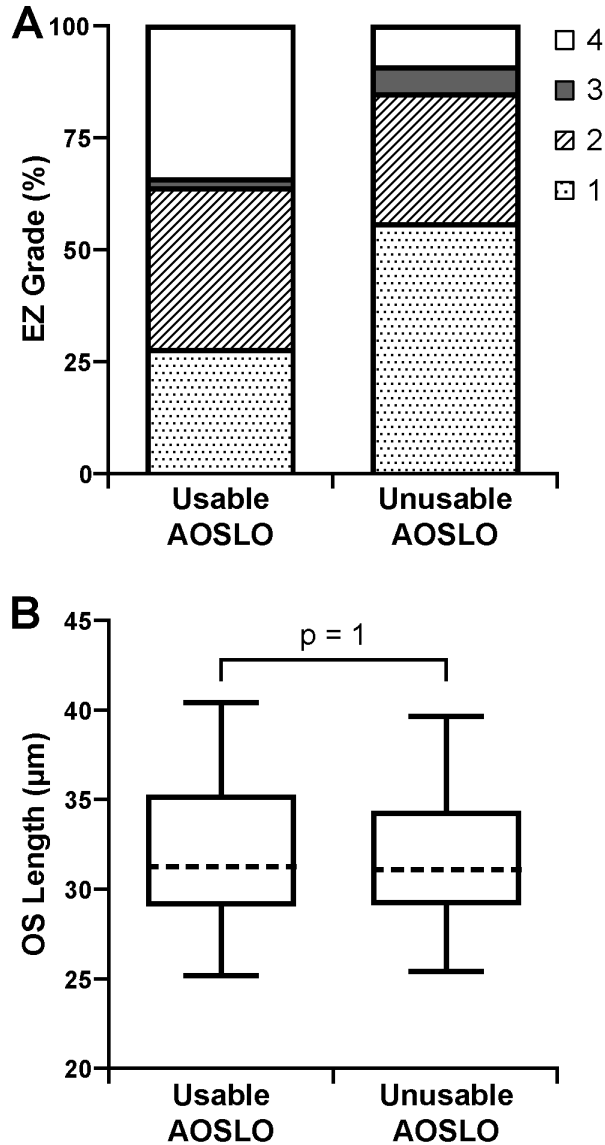 A
EZ Grade (%)
100
75
50
25
0
4
3
2
1
Usable
AOSLO
Unusable
AOSLO
B
OS Length (µm)
45
40
35
30
25
20
p = 1
Usable
AOSLO
Unusable
AOSLO